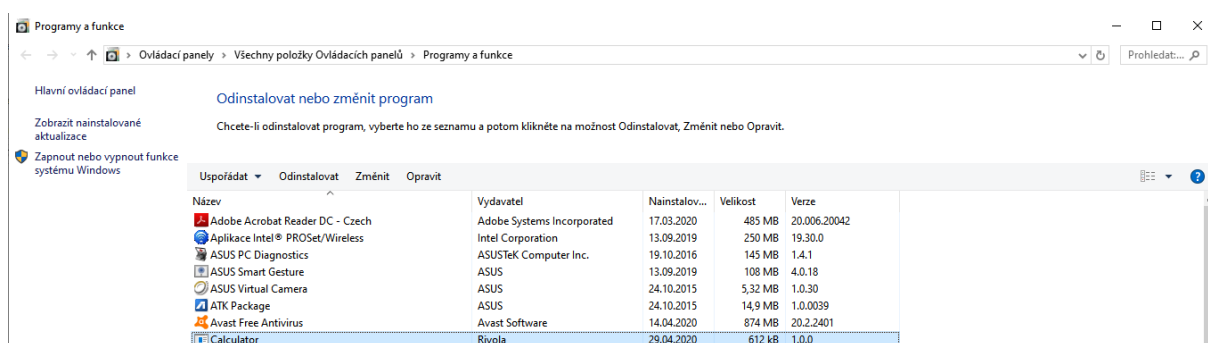 Programy a funkce
Ovládací panely > Všechny položky Ovládacích panelů > Programy a funkce
Prohledat:...
Hlavní ovládací panel
Zobrazit nainstalované
aktualizace
Zapnout nebo vypnout funkce
systému Windows
Odinstalovat nebo změnit program
Chcete-li odinstalovat program, vyberte ho ze seznamu a potom klikněte na možnost Odinstalovat, Změnit nebo Opravit.
Uspořádat Odinstalovat Změnit Opravit
Název Vydavatel Nainstalov... Velikost Verze
Adobe Acrobat Reader DC - Czech Adobe Systems Incorporated 17.03.2020 485 MB 20.006.20042
Aplikace Intel® PROSet/Wireless Intel Corporation 13.09.2019 250 MB 19.30.0
ASUS PC Diagnostics ASUSTeK Computer Inc. 19.10.2016 145 MB 1.4.1
ASUS Smart Gesture ASUS 13.09.2019 108 MB 4.0.18
ASUS Virtual Camera ASUS 24.10.2015 5,32 MB 1.0.30
ATK Package ASUS 24.10.2015 14,9 MB 1.0.0039
Avast Free Antivirus Avast Software 14.04.2020 874 MB 20.2.2401
Calculator Rivola 29.04.2020 612 kB 1.0.0